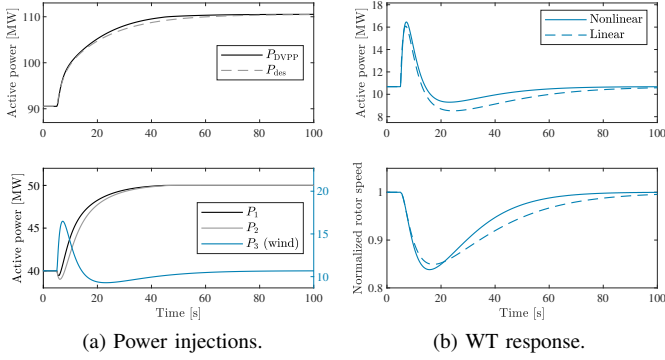 Active power [MW]
110
100
90
0 20 40 60 80 100
P_DVPP
P_des
Active power [MW]
16
14
12
10
8
0 20 40 60 80 100
Nonlinear
Linear
Active power [MW]
50
45
40
20
15
10
0 20 40 60 80 100
Time [s]
P_1
P_2
P_3 (wind)
Normalized rotor speed
1
0.9
0.8
0 20 40 60 80 100
Time [s]
(a) Power injections.
(b) WT response.